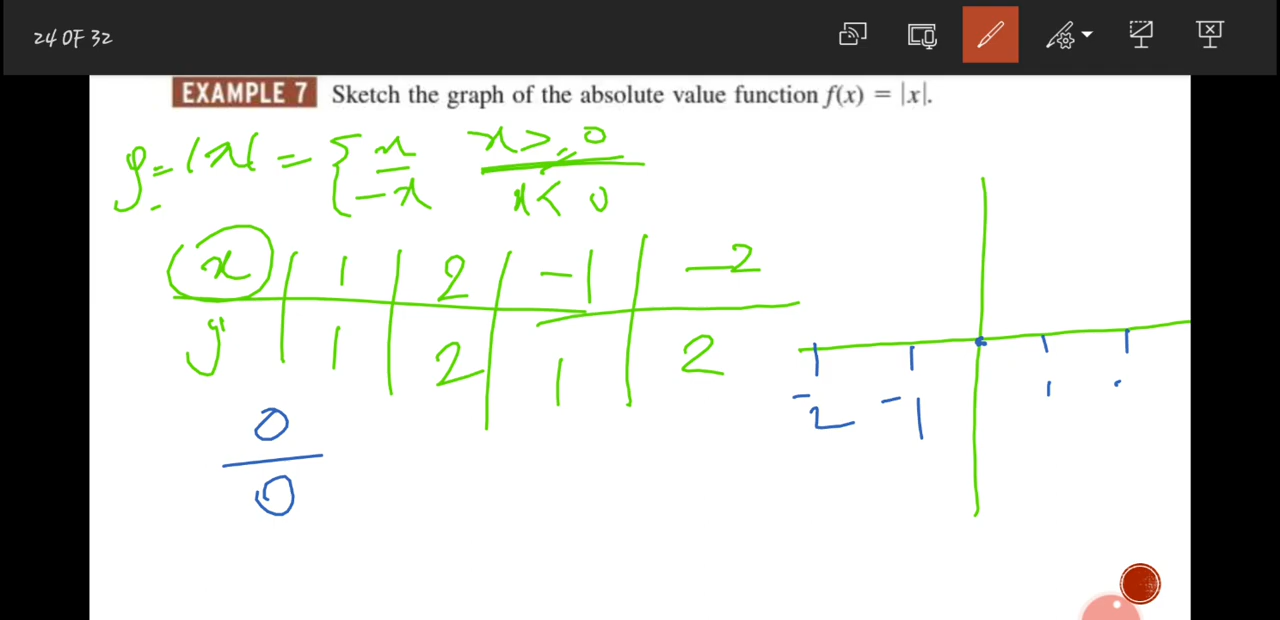 24 OF 32
EXAMPLE 7 Sketch the graph of the absolute value function f(x) = |x|.
y = |x| = { x x ≥ 0
-x x < 0
x | 1 | 2 | -1 | -2
y | 1 | 2 | 1 | 2
0
0
-2 -1 1